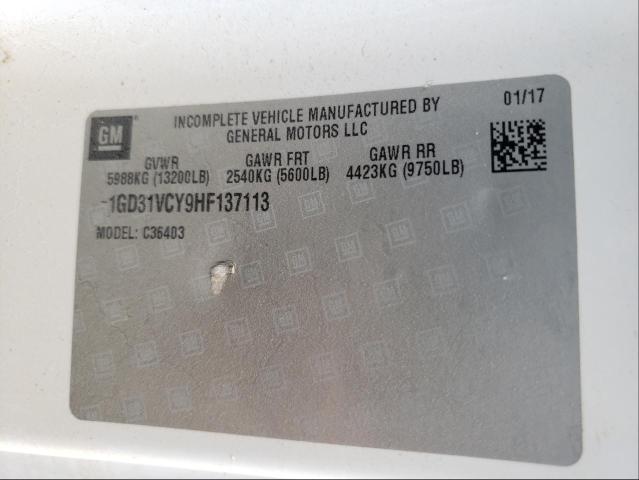 GM
INCOMPLETE VEHICLE MANUFACTURED BY
GENERAL MOTORS LLC
01/17
GVWR
5988KG (13200LB)
GAWR FRT
2540KG (5600LB)
GAWR RR
4423KG (9750LB)
1GD31VCY9HF137113
MODEL: C36403